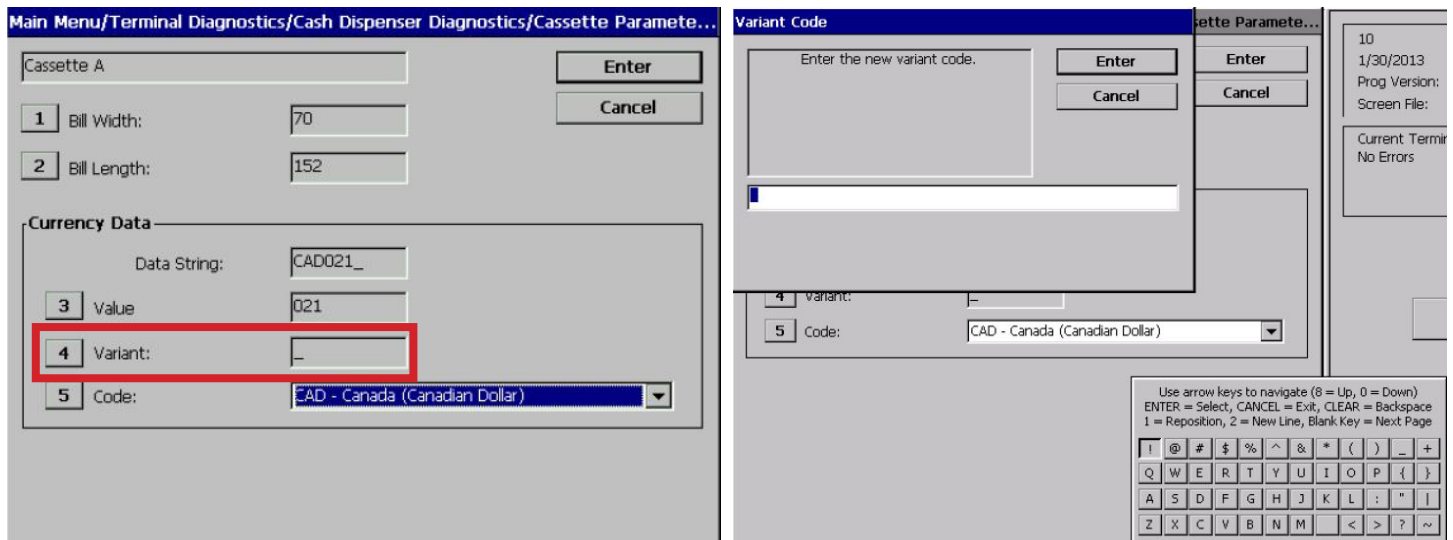 Main Menu/Terminal Diagnostics/Cash Dispenser Diagnostics/Cassette Paramete...
Cassette A
Enter
Cancel
1 Bill Width: 70
2 Bill Length: 152
Currency Data
Data String: CAD021_
3 Value 021
4 Variant: _
5 Code: CAD - Canada (Canadian Dollar)
Variant Code
Enter the new variant code.
Enter
Cancel
sette Paramete...
Enter
Cancel
4 Variant: _
5 Code: CAD - Canada (Canadian Dollar)
10
1/30/2013
Prog Version:
Screen File:
Current Termin
No Errors
Use arrow keys to navigate (8 = Up, 0 = Down)
ENTER = Select, CANCEL = Exit, CLEAR = Backspace
1 = Reposition, 2 = New Line, Blank Key = Next Page
! @ # $ % ^ & * ( ) _ +
Q W E R T Y U I O P { }
A S D F G H J K L : " |
Z X C V B N M < > ? ~